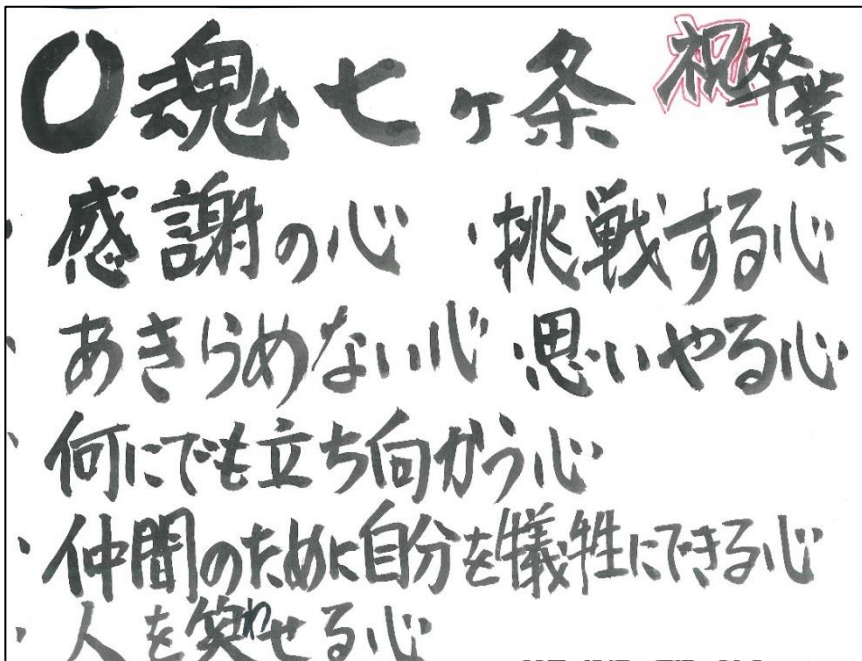 〇魂七ケ条 祝卒業
・感謝の心 ・挑戦する心
・あきらめない心 ・思いやる心
・何にでも立ち向かう心
・仲間のために自分を犠牲にできる心
・人を笑わせる心